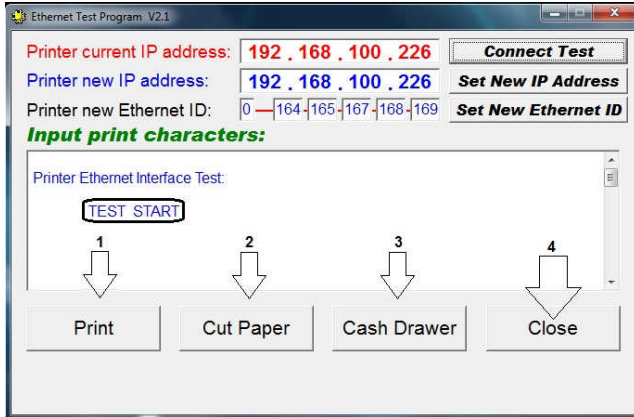 Ethernet Test Program V2.1
Printer current IP address: 192 . 168 . 100 . 226 Connect Test
Printer new IP address: 192 . 168 . 100 . 226 Set New IP Address
Printer new Ethernet ID: 0 — 164 - 165 - 167 - 168 - 169 Set New Ethernet ID
Input print characters:
Printer Ethernet Interface Test:
TEST START
1 2 3 4
Print Cut Paper Cash Drawer Close